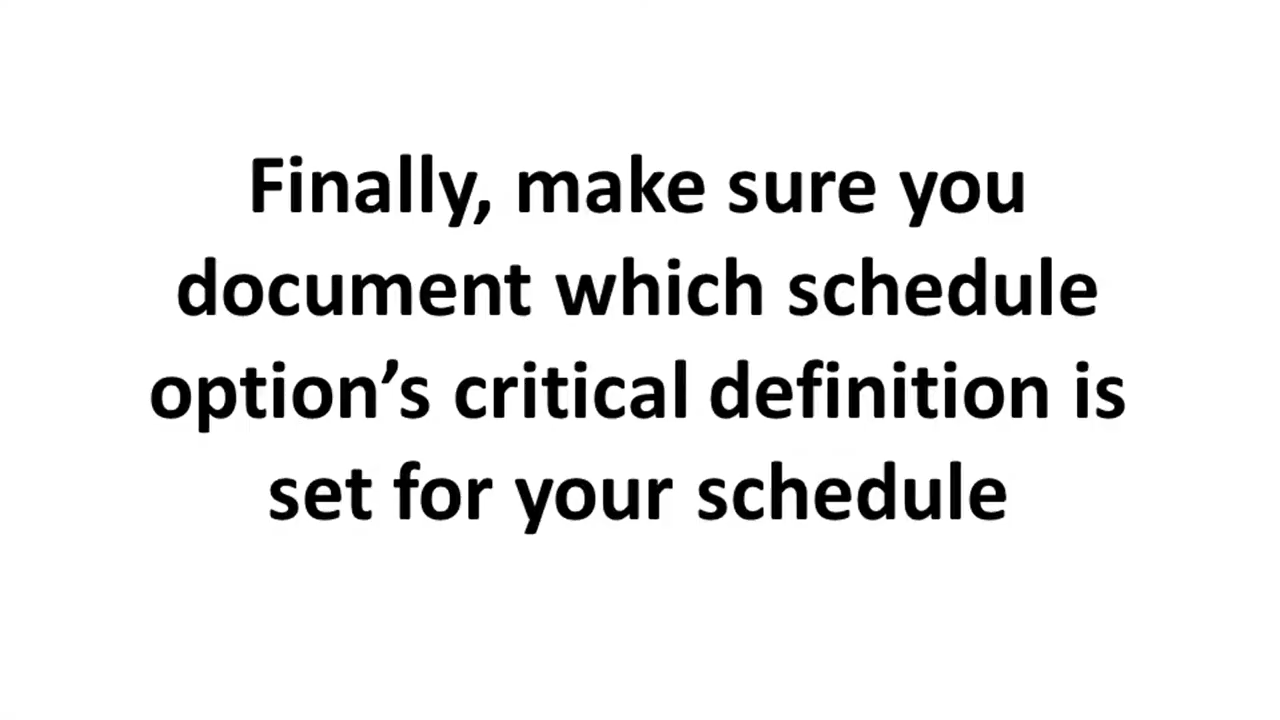 Finally, make sure you
document which schedule
option’s critical definition is
set for your schedule